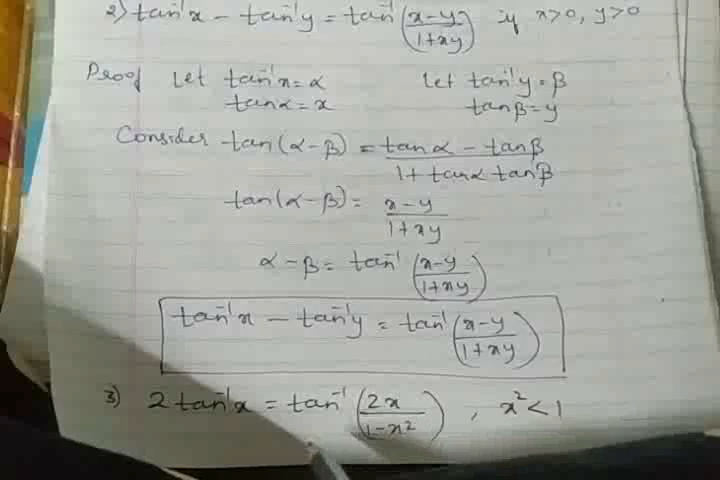 2) tan⁻¹x - tan⁻¹y = tan⁻¹((x-y)/(1+xy)) if x>0, y>0
Proof Let tan⁻¹x = α Let tan⁻¹y = β
tanα = x tanβ = y
Consider tan(α-β) = (tanα - tanβ)/(1 + tanα tanβ)
tan(α-β) = (x-y)/(1+xy)
α-β = tan⁻¹((x-y)/(1+xy))
tan⁻¹x - tan⁻¹y = tan⁻¹((x-y)/(1+xy))
3) 2tan⁻¹x = tan⁻¹(2x/(1-x²)), x²<1